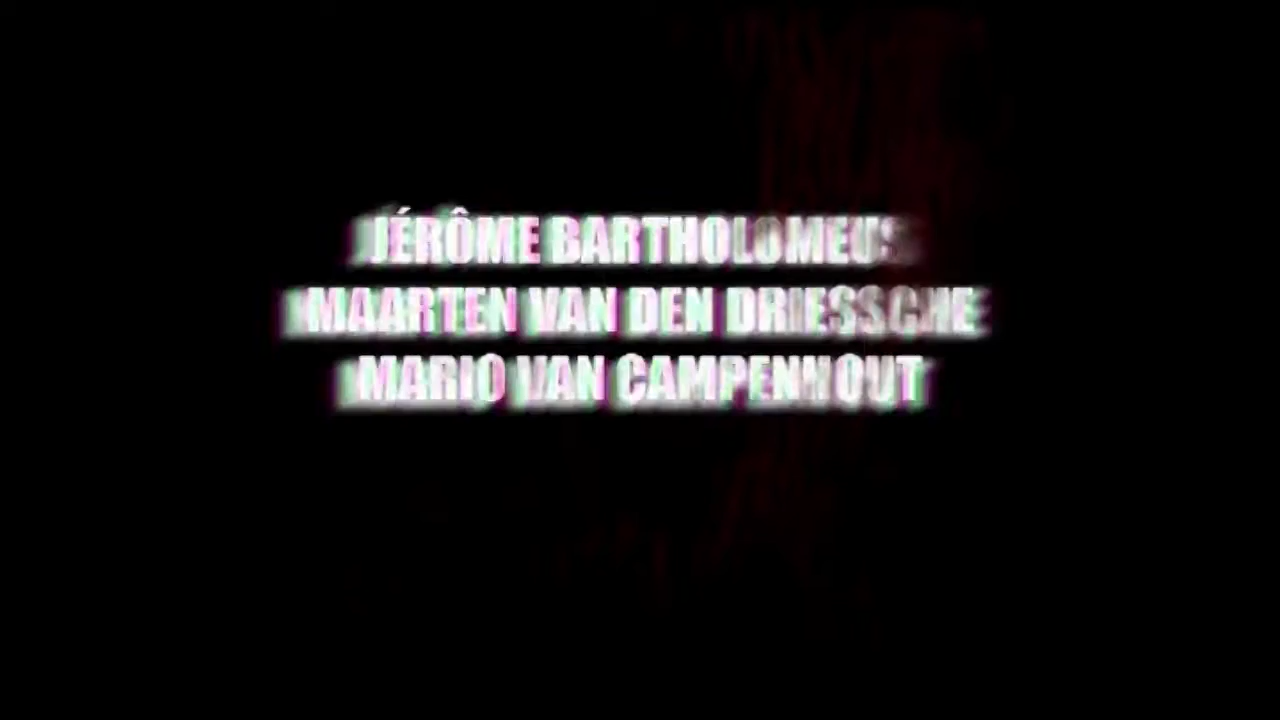 JÉRÔME BARTHOLOMEUS
MAARTEN VAN DEN DRIESSCHE
MARIO VAN CAMPENHOUT